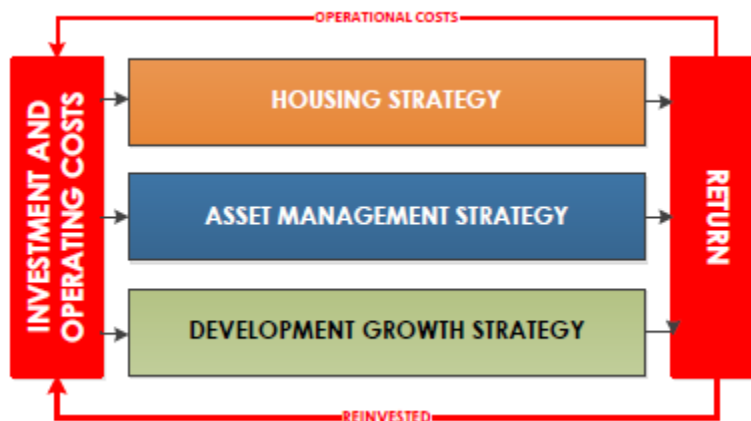 OPERATIONAL COSTS
INVESTMENT AND
OPERATING COSTS
HOUSING STRATEGY
ASSET MANAGEMENT STRATEGY
DEVELOPMENT GROWTH STRATEGY
RETURN
REINVESTED